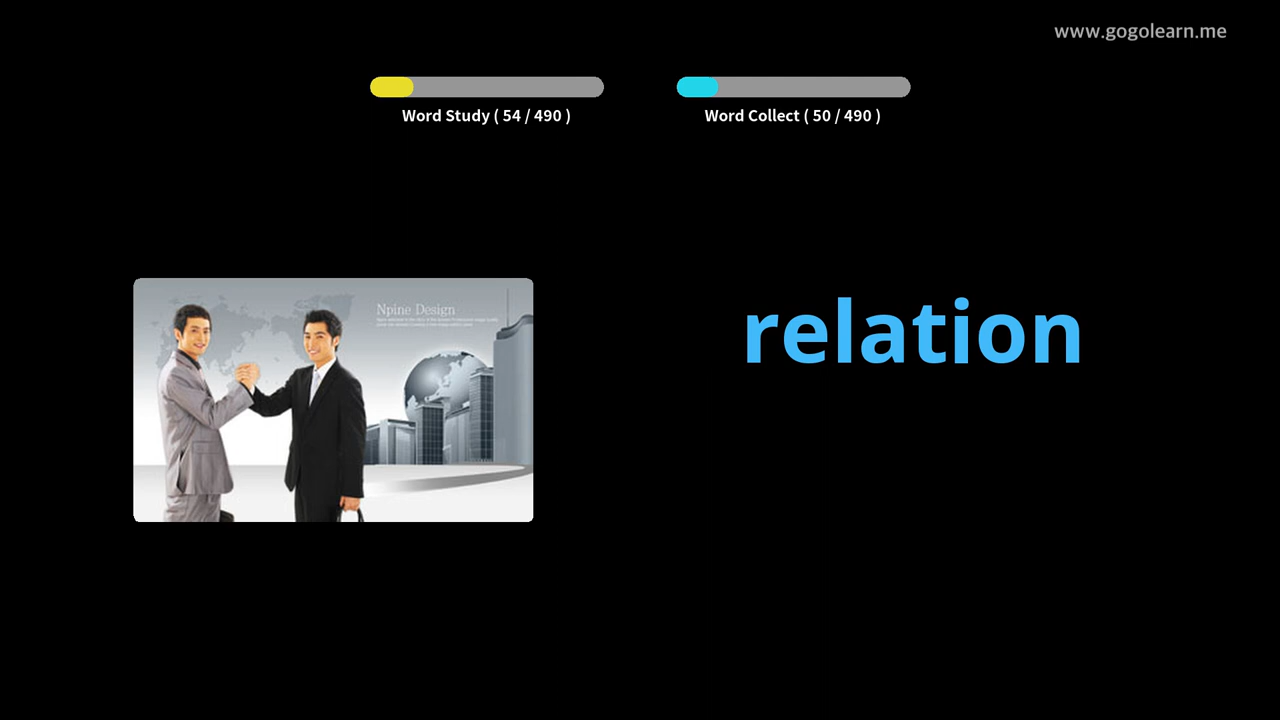 www.gogolearn.me
Word Study ( 54 / 490 )
Word Collect ( 50 / 490 )
Npine Design
relation